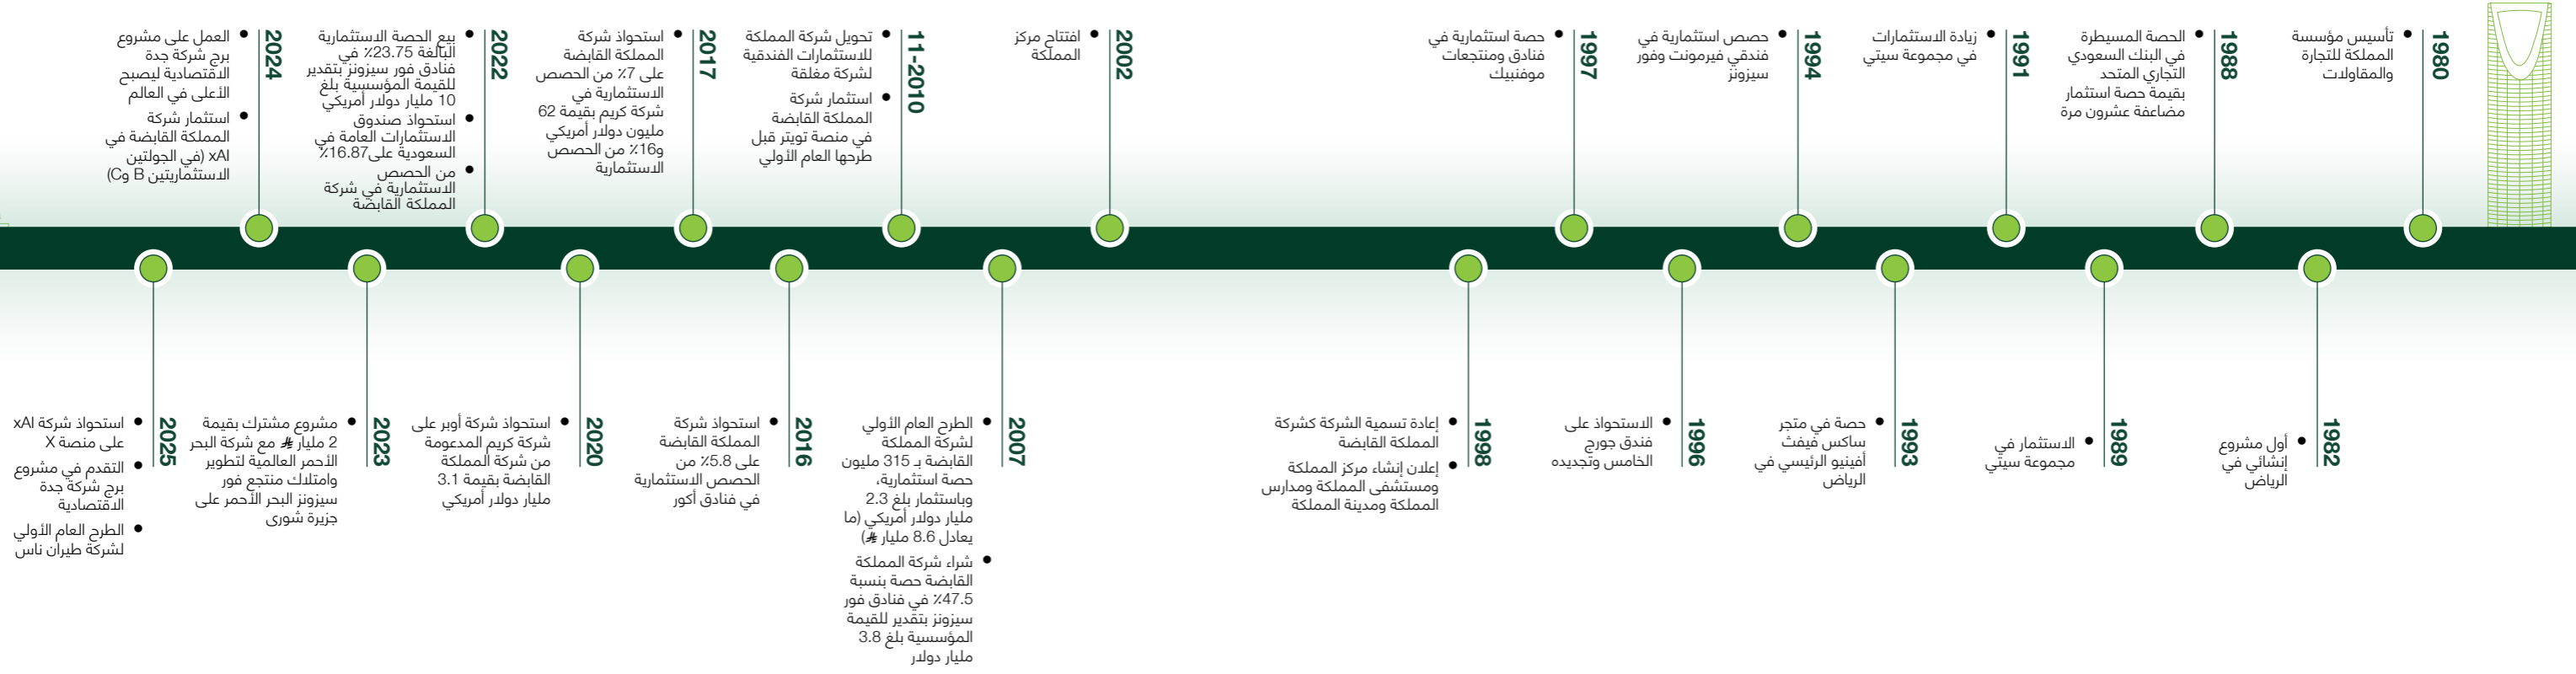 1980
تأسيس مؤسسة
المملكة للتجارة
والمقاولات
1982
أول مشروع
إنشائي في
الرياض
1988
الحصة المسيطرة
في البنك السعودي
التجاري المتحد
بقيمة حصة استثمار
مضاعفة عشرون مرة
1989
الاستثمار في
مجموعة سيتي
1991
زيادة الاستثمارات
في مجموعة سيتي
1993
حصة في متجر
ساكس فيفث
أفينيو الرئيسي في
الرياض
1994
حصص استثمارية في
فندقي فيرمونت وفور
سيزونز
1996
الاستحواذ على
فندق جورج
الخامس وتجديده
1997
حصة استثمارية في
فنادق ومنتجعات
موفنبيك
1998
إعادة تسمية الشركة كشركة
المملكة القابضة
إعلان إنشاء مركز المملكة
ومستشفى المملكة ومدارس
المملكة ومدينة المملكة
2002
افتتاح مركز
المملكة
2007
الطرح العام الأولي
لشركة المملكة
القابضة بـ 315 مليون
حصة استثمارية،
وباستثمار بلغ 2.3
مليار دولار أمريكي (ما
يعادل 8.6 مليار ⃁)
شراء شركة المملكة
القابضة حصة بنسبة
47.5٪ في فنادق فور
سيزونز بتقدير للقيمة
المؤسسية بلغ 3.8
مليار دولار
11-2010
تحويل شركة المملكة
للاستثمارات الفندقية
لشركة مغلقة
استثمار شركة
المملكة القابضة
في منصة تويتر قبل
طرحها العام الأولي
2016
استحواذ شركة
المملكة القابضة
على 5.8٪ من
الحصص الاستثمارية
في فنادق أكور
2017
استحواذ شركة
المملكة القابضة
على 7٪ من الحصص
الاستثمارية في
شركة كريم بقيمة 62
مليون دولار أمريكي
و16٪ من الحصص
الاستثمارية
2020
استحواذ شركة أوبر على
شركة كريم المدعومة
من شركة المملكة
القابضة بقيمة 3.1
مليار دولار أمريكي
2022
بيع الحصة الاستثمارية
البالغة 23.75٪ في
فنادق فور سيزونز بتقدير
للقيمة المؤسسية بلغ
10 مليار دولار أمريكي
استحواذ صندوق
الاستثمارات العامة في
السعودية على16.87٪
من الحصص
الاستثمارية في شركة
المملكة القابضة
2023
مشروع مشترك بقيمة
2 مليار ⃁ مع شركة البحر
الأحمر العالمية لتطوير
وامتلاك منتجع فور
سيزونز البحر الأحمر على
جزيرة شورى
2024
العمل على مشروع
برج شركة جدة
الاقتصادية ليصبح
الأعلى في العالم
استثمار شركة
المملكة القابضة في
xAI (في الجولتين
الاستثماريتين B وC)
2025
استحواذ شركة xAI
على منصة X
التقدم في مشروع
برج شركة جدة
الاقتصادية
الطرح العام الأولي
لشركة طيران ناس